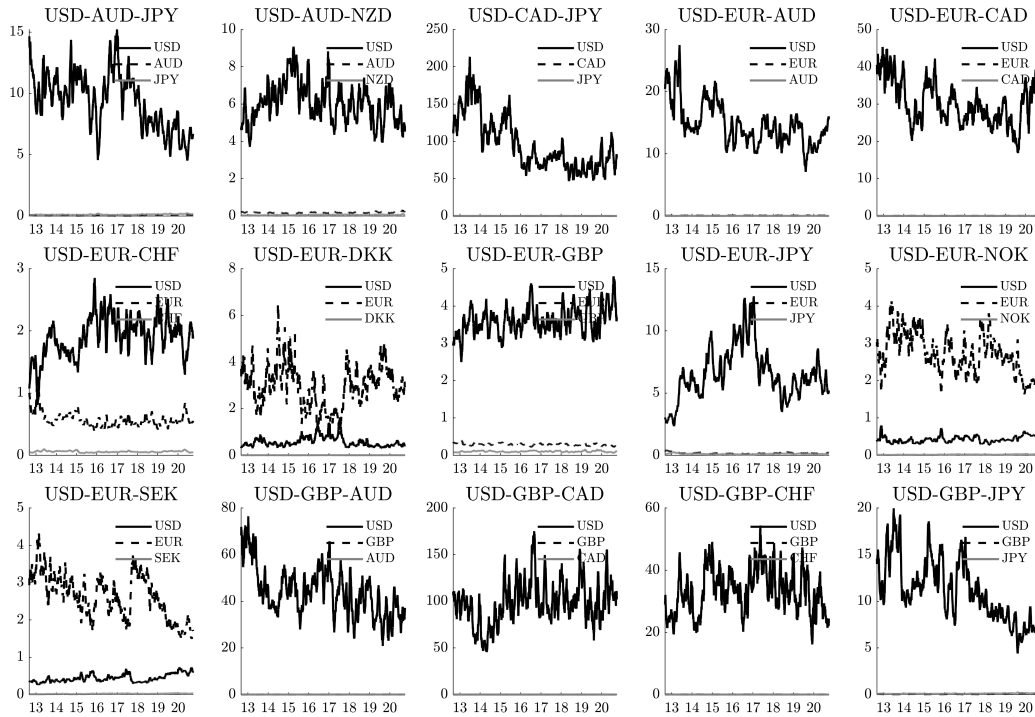 USD-AUD-JPY
15
10
5
0
USD
AUD
JPY
13 14 15 16 17 18 19 20
USD-AUD-NZD
10
8
6
4
2
0
USD
AUD
NZD
13 14 15 16 17 18 19 20
USD-CAD-JPY
250
200
150
100
50
0
USD
CAD
JPY
13 14 15 16 17 18 19 20
USD-EUR-AUD
30
20
10
0
USD
EUR
AUD
13 14 15 16 17 18 19 20
USD-EUR-CAD
50
40
30
20
10
0
USD
EUR
CAD
13 14 15 16 17 18 19 20
USD-EUR-CHF
3
2
1
0
USD
EUR
CHF
13 14 15 16 17 18 19 20
USD-EUR-DKK
8
6
4
2
0
USD
EUR
DKK
13 14 15 16 17 18 19 20
USD-EUR-GBP
5
4
3
2
1
0
USD
EUR
GBP
13 14 15 16 17 18 19 20
USD-EUR-JPY
15
10
5
0
USD
EUR
JPY
13 14 15 16 17 18 19 20
USD-EUR-NOK
5
4
3
2
1
0
USD
EUR
NOK
13 14 15 16 17 18 19 20
USD-EUR-SEK
5
4
3
2
1
0
USD
EUR
SEK
13 14 15 16 17 18 19 20
USD-GBP-AUD
80
60
40
20
0
USD
GBP
AUD
13 14 15 16 17 18 19 20
USD-GBP-CAD
200
150
100
50
0
USD
GBP
CAD
13 14 15 16 17 18 19 20
USD-GBP-CHF
60
40
20
0
USD
GBP
CHF
13 14 15 16 17 18 19 20
USD-GBP-JPY
20
15
10
5
0
USD
GBP
JPY
13 14 15 16 17 18 19 20